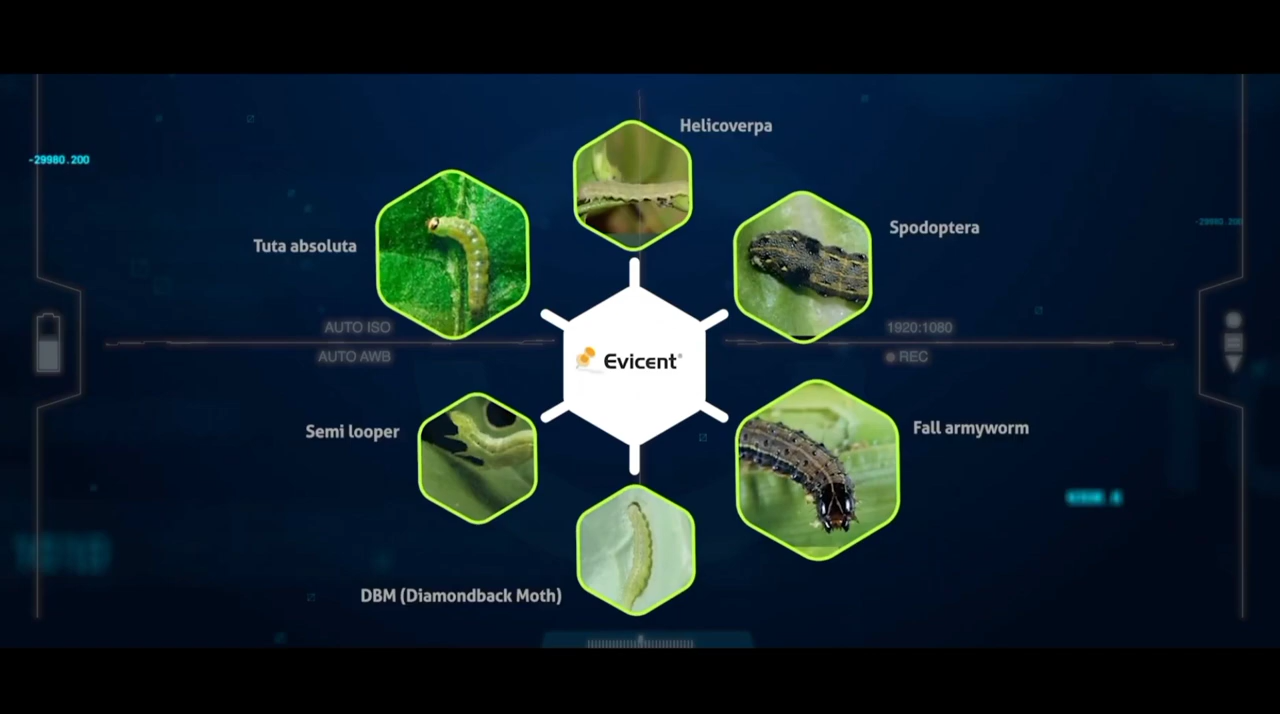 Helicoverpa
-29980.200
Spodoptera
Tuta absoluta
AUTO ISO
1920:1080
AUTO AWB
REC
Evicent®
Semi looper
Fall armyworm
DBM (Diamondback Moth)